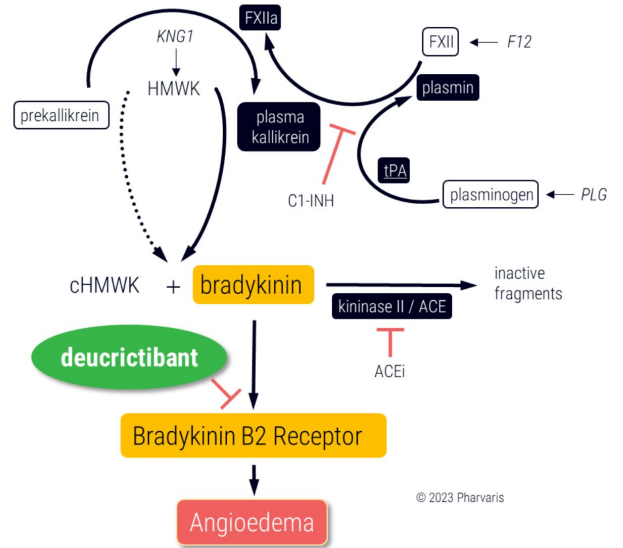 FXIIa
KNG1
FXII
F12
HMWK
plasmin
prekallikrein
plasma
kallikrein
tPA
C1-INH
plasminogen
PLG
cHMWK + bradykinin
inactive
fragments
kininase II / ACE
deucrictibant
ACEi
Bradykinin B2 Receptor
© 2023 Pharvaris
Angioedema